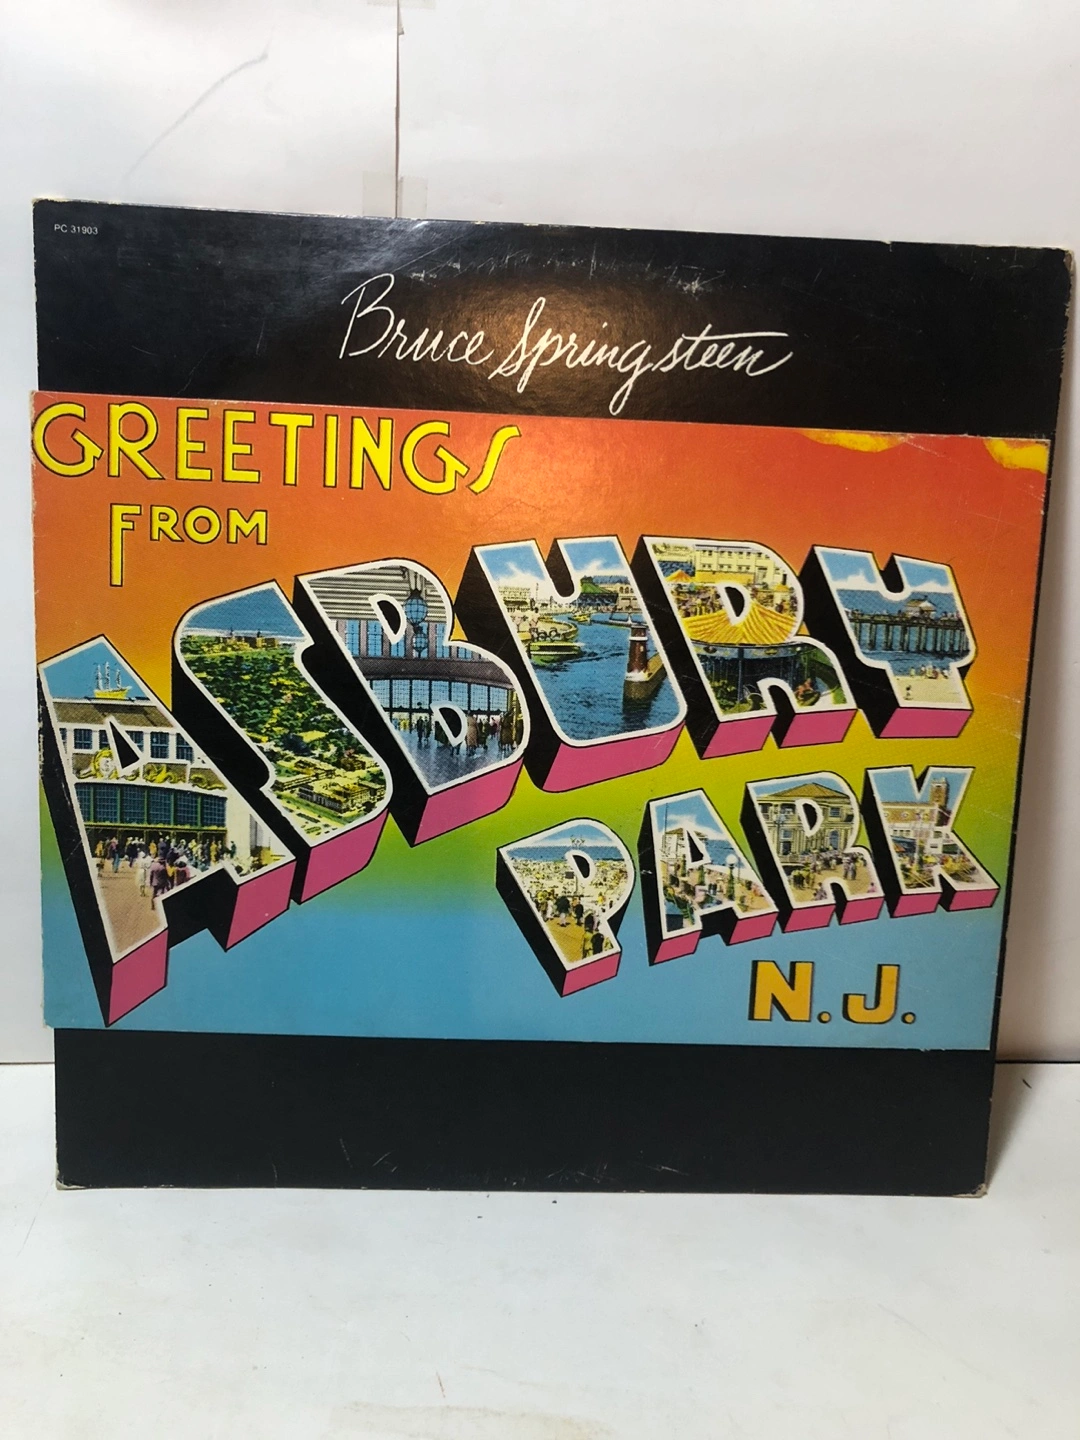 PC 31903
Bruce Springsteen
GREETINGS
FROM
ASBURY
PARK
N.J.